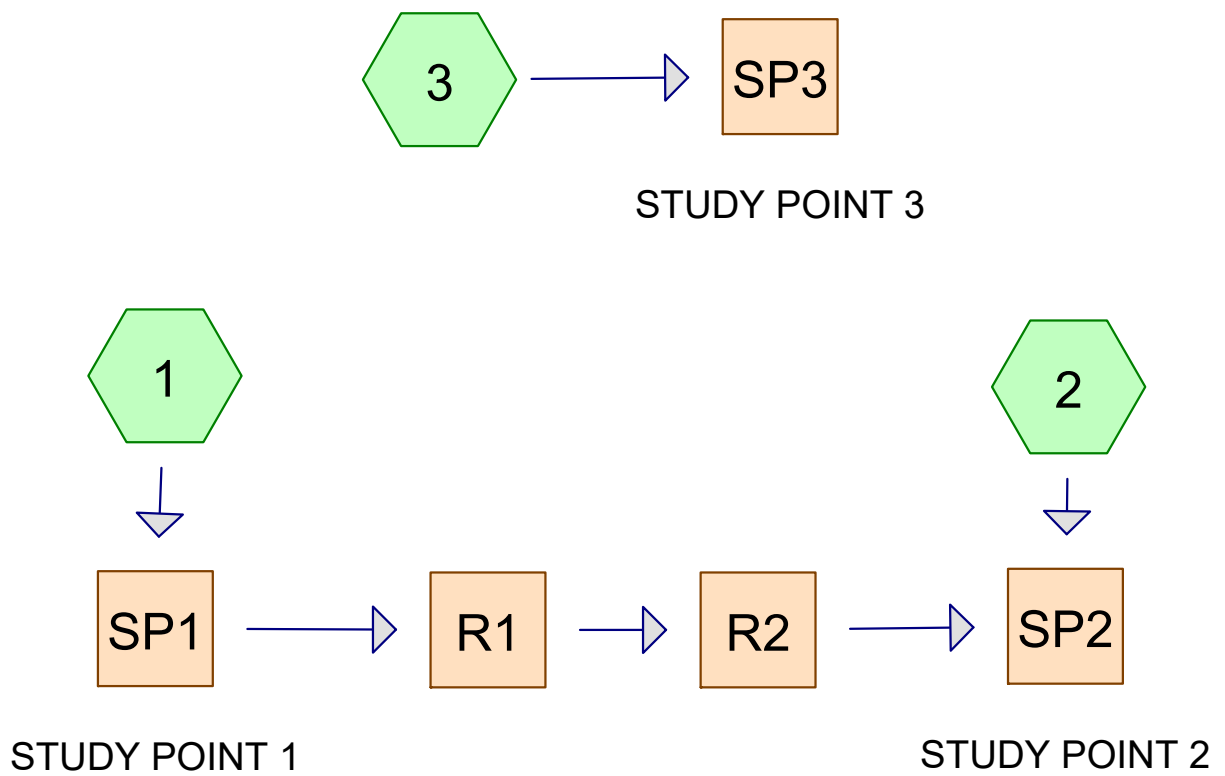 3
SP3
STUDY POINT 3
1
2
SP1
R1
R2
SP2
STUDY POINT 1
STUDY POINT 2